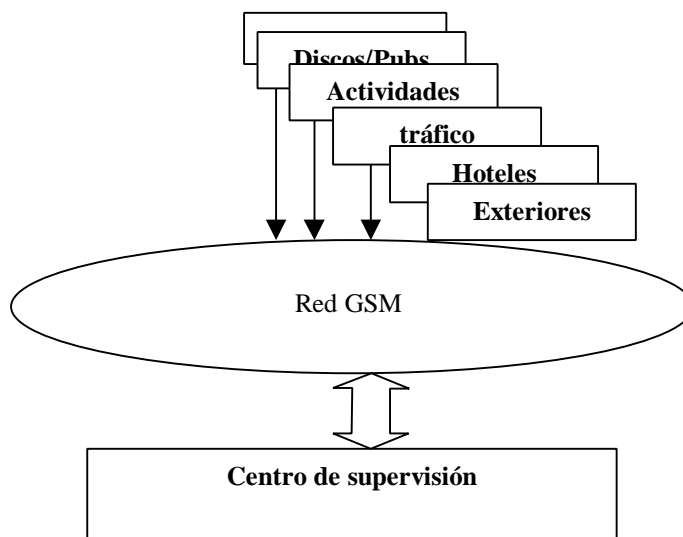 Discos/Pubs
Actividades
tráfico
Hoteles
Exteriores
Red GSM
Centro de supervisión